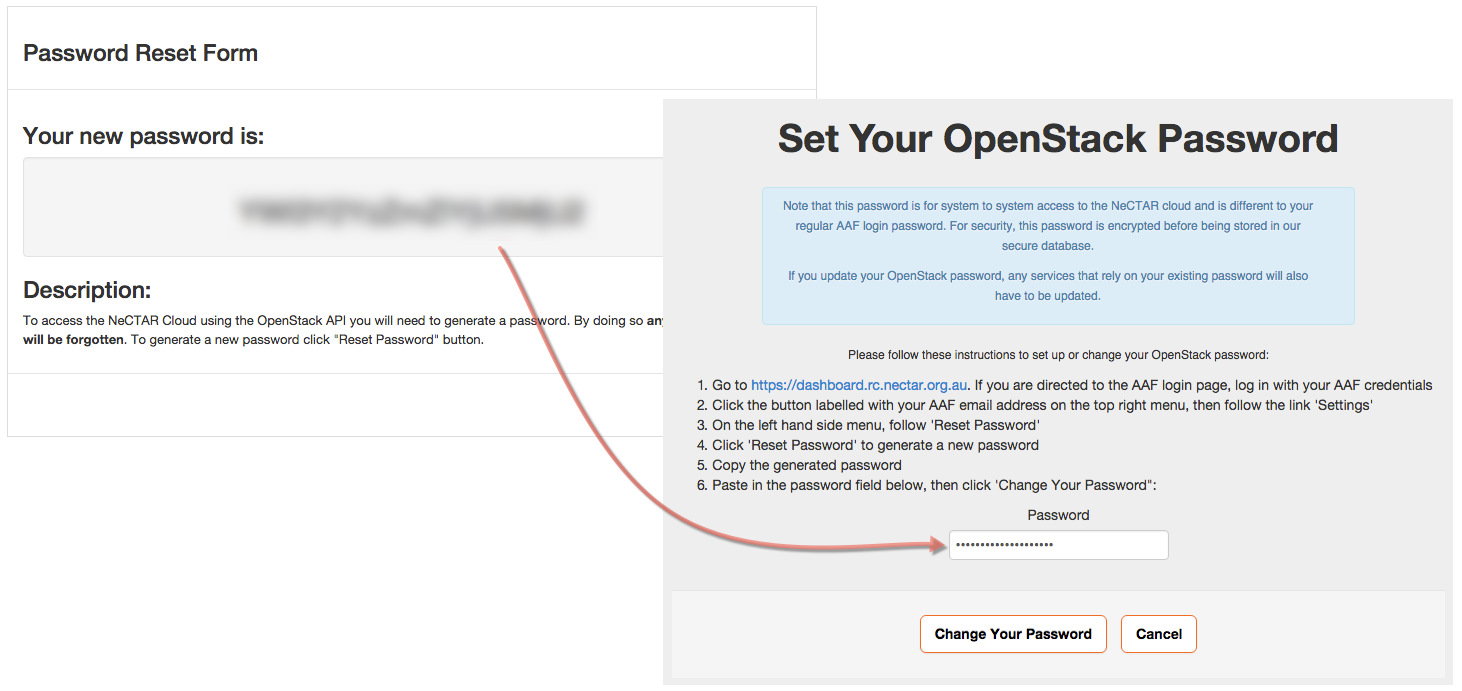 Password Reset Form
Your new password is:
Description:
To access the NeCTAR Cloud using the OpenStack API you will need to generate a password. By doing so
will be forgotten. To generate a new password click "Reset Password" button.
Set Your OpenStack Password
Note that this password is for system to system access to the NeCTAR cloud and is different to your
regular AAF login password. For security, this password is encrypted before being stored in our
secure database.
If you update your OpenStack password, any services that rely on your existing password will also
have to be updated.
Please follow these instructions to set up or change your OpenStack password:
1. Go to https://dashboard.rc.nectar.org.au. If you are directed to the AAF login page, log in with your AAF credentials
2. Click the button labelled with your AAF email address on the top right menu, then follow the link 'Settings'
3. On the left hand side menu, follow 'Reset Password'
4. Click 'Reset Password' to generate a new password
5. Copy the generated password
6. Paste in the password field below, then click 'Change Your Password":
Password
Change Your Password
Cancel